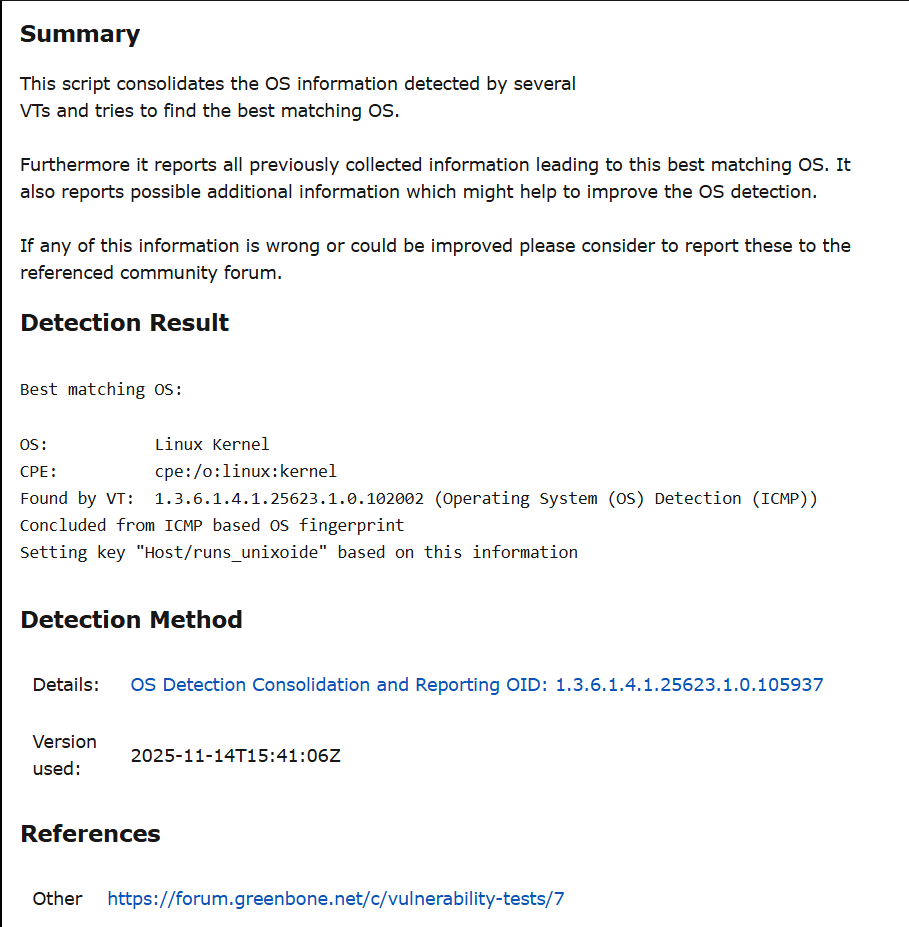 Summary
This script consolidates the OS information detected by several
VTs and tries to find the best matching OS.
Furthermore it reports all previously collected information leading to this best matching OS. It
also reports possible additional information which might help to improve the OS detection.
If any of this information is wrong or could be improved please consider to report these to the
referenced community forum.
Detection Result
Best matching OS:
OS:           Linux Kernel
CPE:          cpe:/o:linux:kernel
Found by VT:  1.3.6.1.4.1.25623.1.0.102002 (Operating System (OS) Detection (ICMP))
Concluded from ICMP based OS fingerprint
Setting key "Host/runs_unixoide" based on this information
Detection Method
Details: OS Detection Consolidation and Reporting OID: 1.3.6.1.4.1.25623.1.0.105937
Version
used: 2025-11-14T15:41:06Z
References
Other https://forum.greenbone.net/c/vulnerability-tests/7